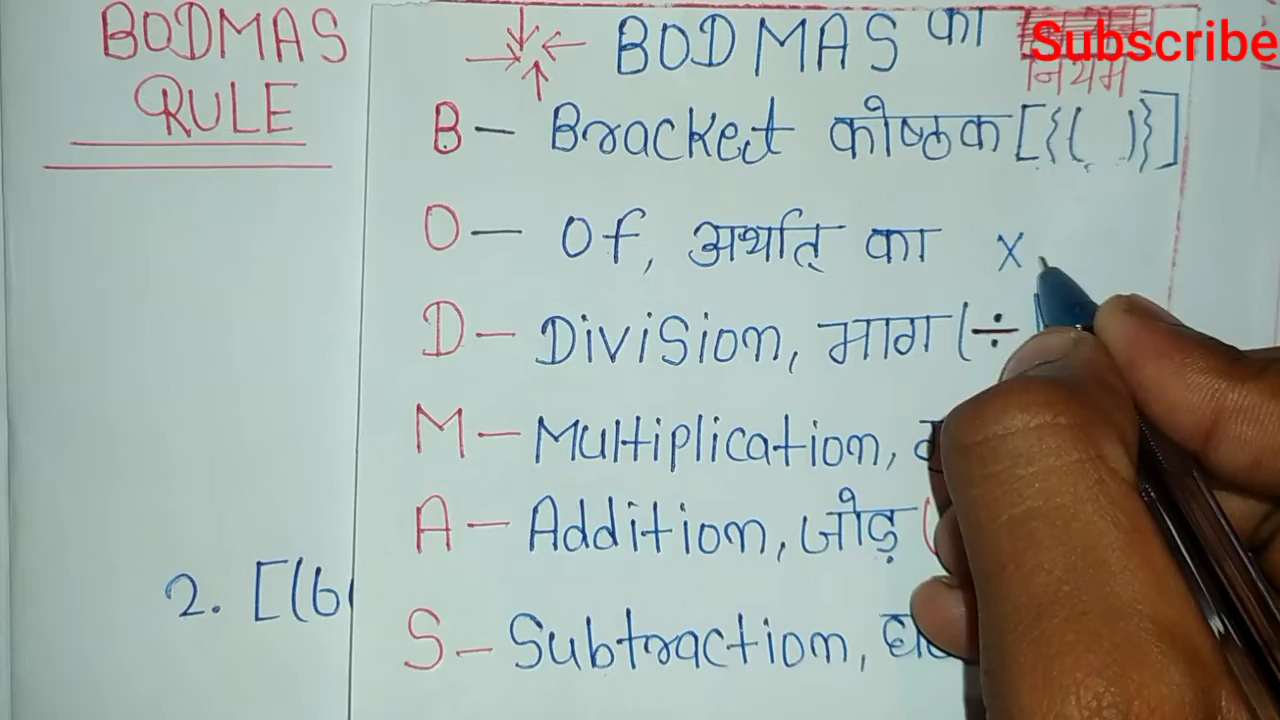 BODMAS
RULE
BODMAS का
नियम
Subscribe
B- Bracket कोष्ठक [{( )}]
O- Of, अर्थात् का ×
D- Division, भाग (÷
M- Multiplication,
A- Addition, जोड़ (
S- Subtraction,
2. [(6